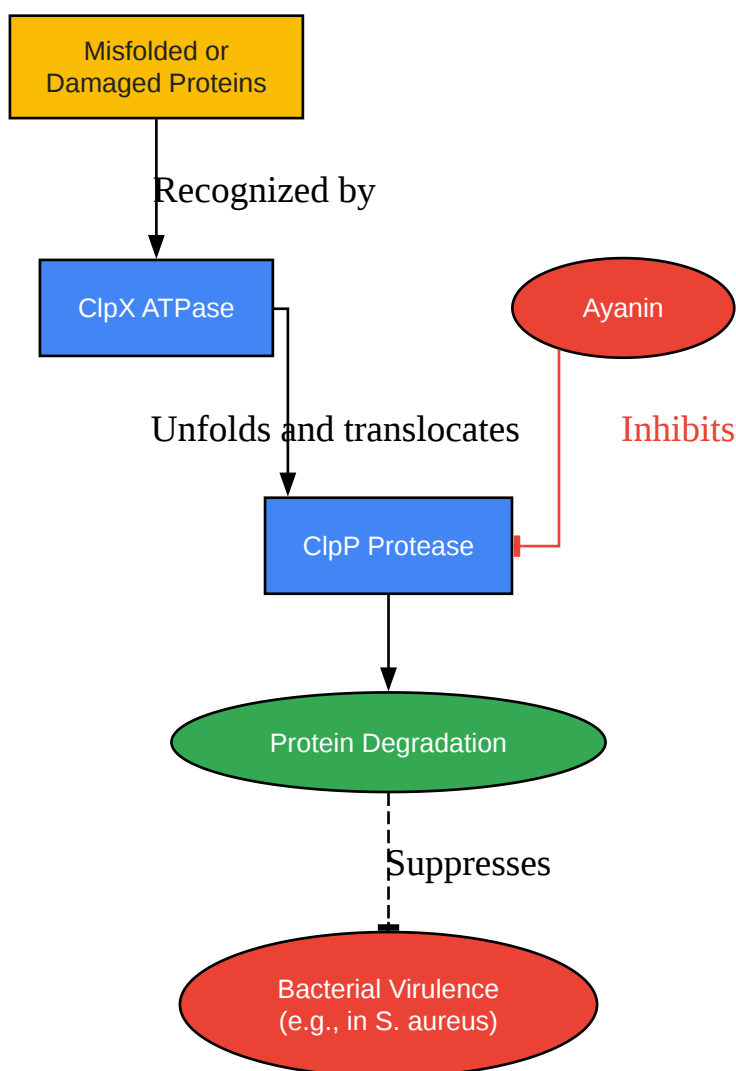 Misfolded or
Damaged Proteins
Recognized by
ClpX ATPase
Ayanin
Unfolds and translocates
Inhibits
ClpP Protease
Protein Degradation
Suppresses
Bacterial Virulence
(e.g., in S. aureus)